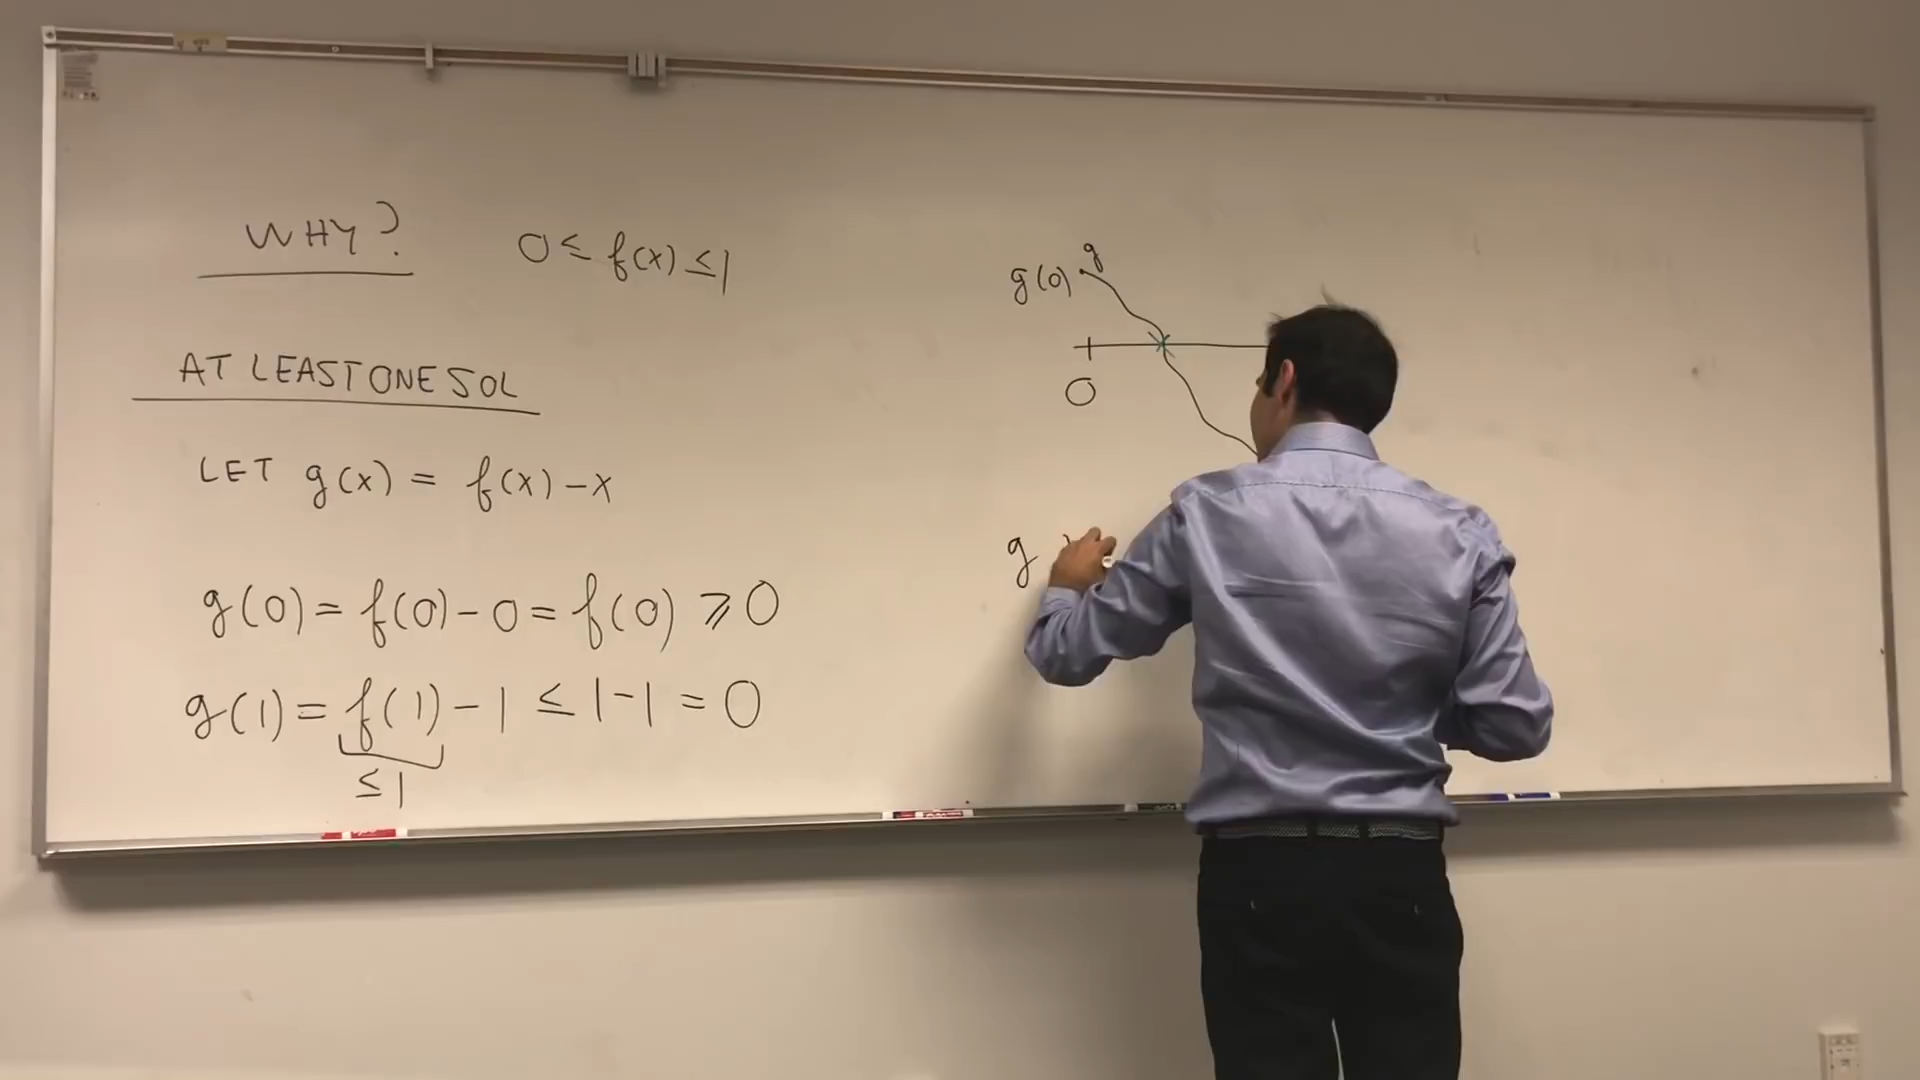 WHY? 0 ≤ f(x) ≤ 1
AT LEAST ONE SOL
LET g(x) = f(x) - x
g(0) = f(0) - 0 = f(0) ⩾ 0
g(1) = f(1) - 1 ≤ 1 - 1 = 0
≤ 1
g
g(0)
0
g